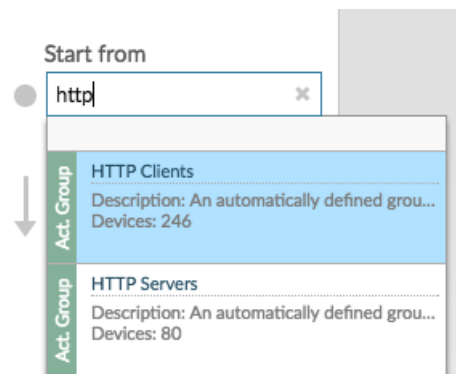 Start from
http
Act. Group
HTTP Clients
Description: An automatically defined grou...
Devices: 246
Act. Group
HTTP Servers
Description: An automatically defined grou...
Devices: 80